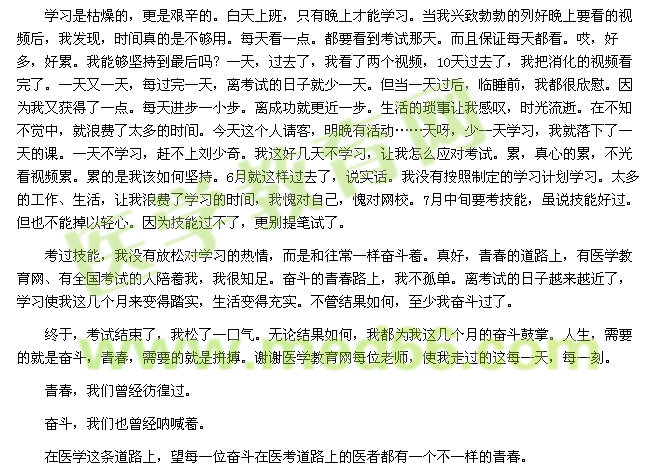 学习是枯燥的，更是艰辛的。白天上班，只有晚上才能学习。当我兴致勃勃的列好晚上要看的视
频后，我发现，时间真的是不够用。每天看一点。都要看到考试那天。而且保证每天都看。哎，好
多，好累。我能够坚持到最后吗？一天，过去了，我看了两个视频，10天过去了，我把消化的视频看
完了。一天又一天，每过完一天，离考试的日子就少一天。但当一天过后，临睡前，我都很欣慰。因
为我又获得了一点。每天进步一小步。离成功就更近一步。生活的琐事让我感叹，时光流逝。在不知
不觉中，就浪费了太多的时间。今天这个人请客，明晚有活动……天呀，少一天学习，我就落下了一
天的课。一天不学习，赶不上刘少奇。我这好几天不学习，让我怎么应对考试。累，真心的累，不光
看视频累。累的是我该如何坚持。6月就这样过去了，说实话。我没有按照制定的学习计划学习。太多
的工作、生活，让我浪费了学习的时间，我愧对自己，愧对网校。7月中旬要考技能，虽说技能好过。
但也不能掉以轻心。因为技能过不了，更别提笔试了。
考过技能，我没有放松对学习的热情，而是和往常一样奋斗着。真好，青春的道路上，有医学教
育网、有全国考试的人陪着我，我很知足。奋斗的青春路上，我不孤单。离考试的日子越来越近了，
学习使我这几个月来变得踏实，生活变得充实。不管结果如何，至少我奋斗过了。
终于，考试结束了，我松了一口气。无论结果如何，我都为我这几个月的奋斗鼓掌。人生，需要
的就是奋斗，青春，需要的就是拼搏。谢谢医学教育网每位老师，使我走过的这每一天，每一刻。
青春，我们曾经彷徨过。
奋斗，我们也曾经呐喊着。
在医学这条道路上，望每一位奋斗在医考道路上的医者都有一个不一样的青春。
医学教育网
www.med66.com